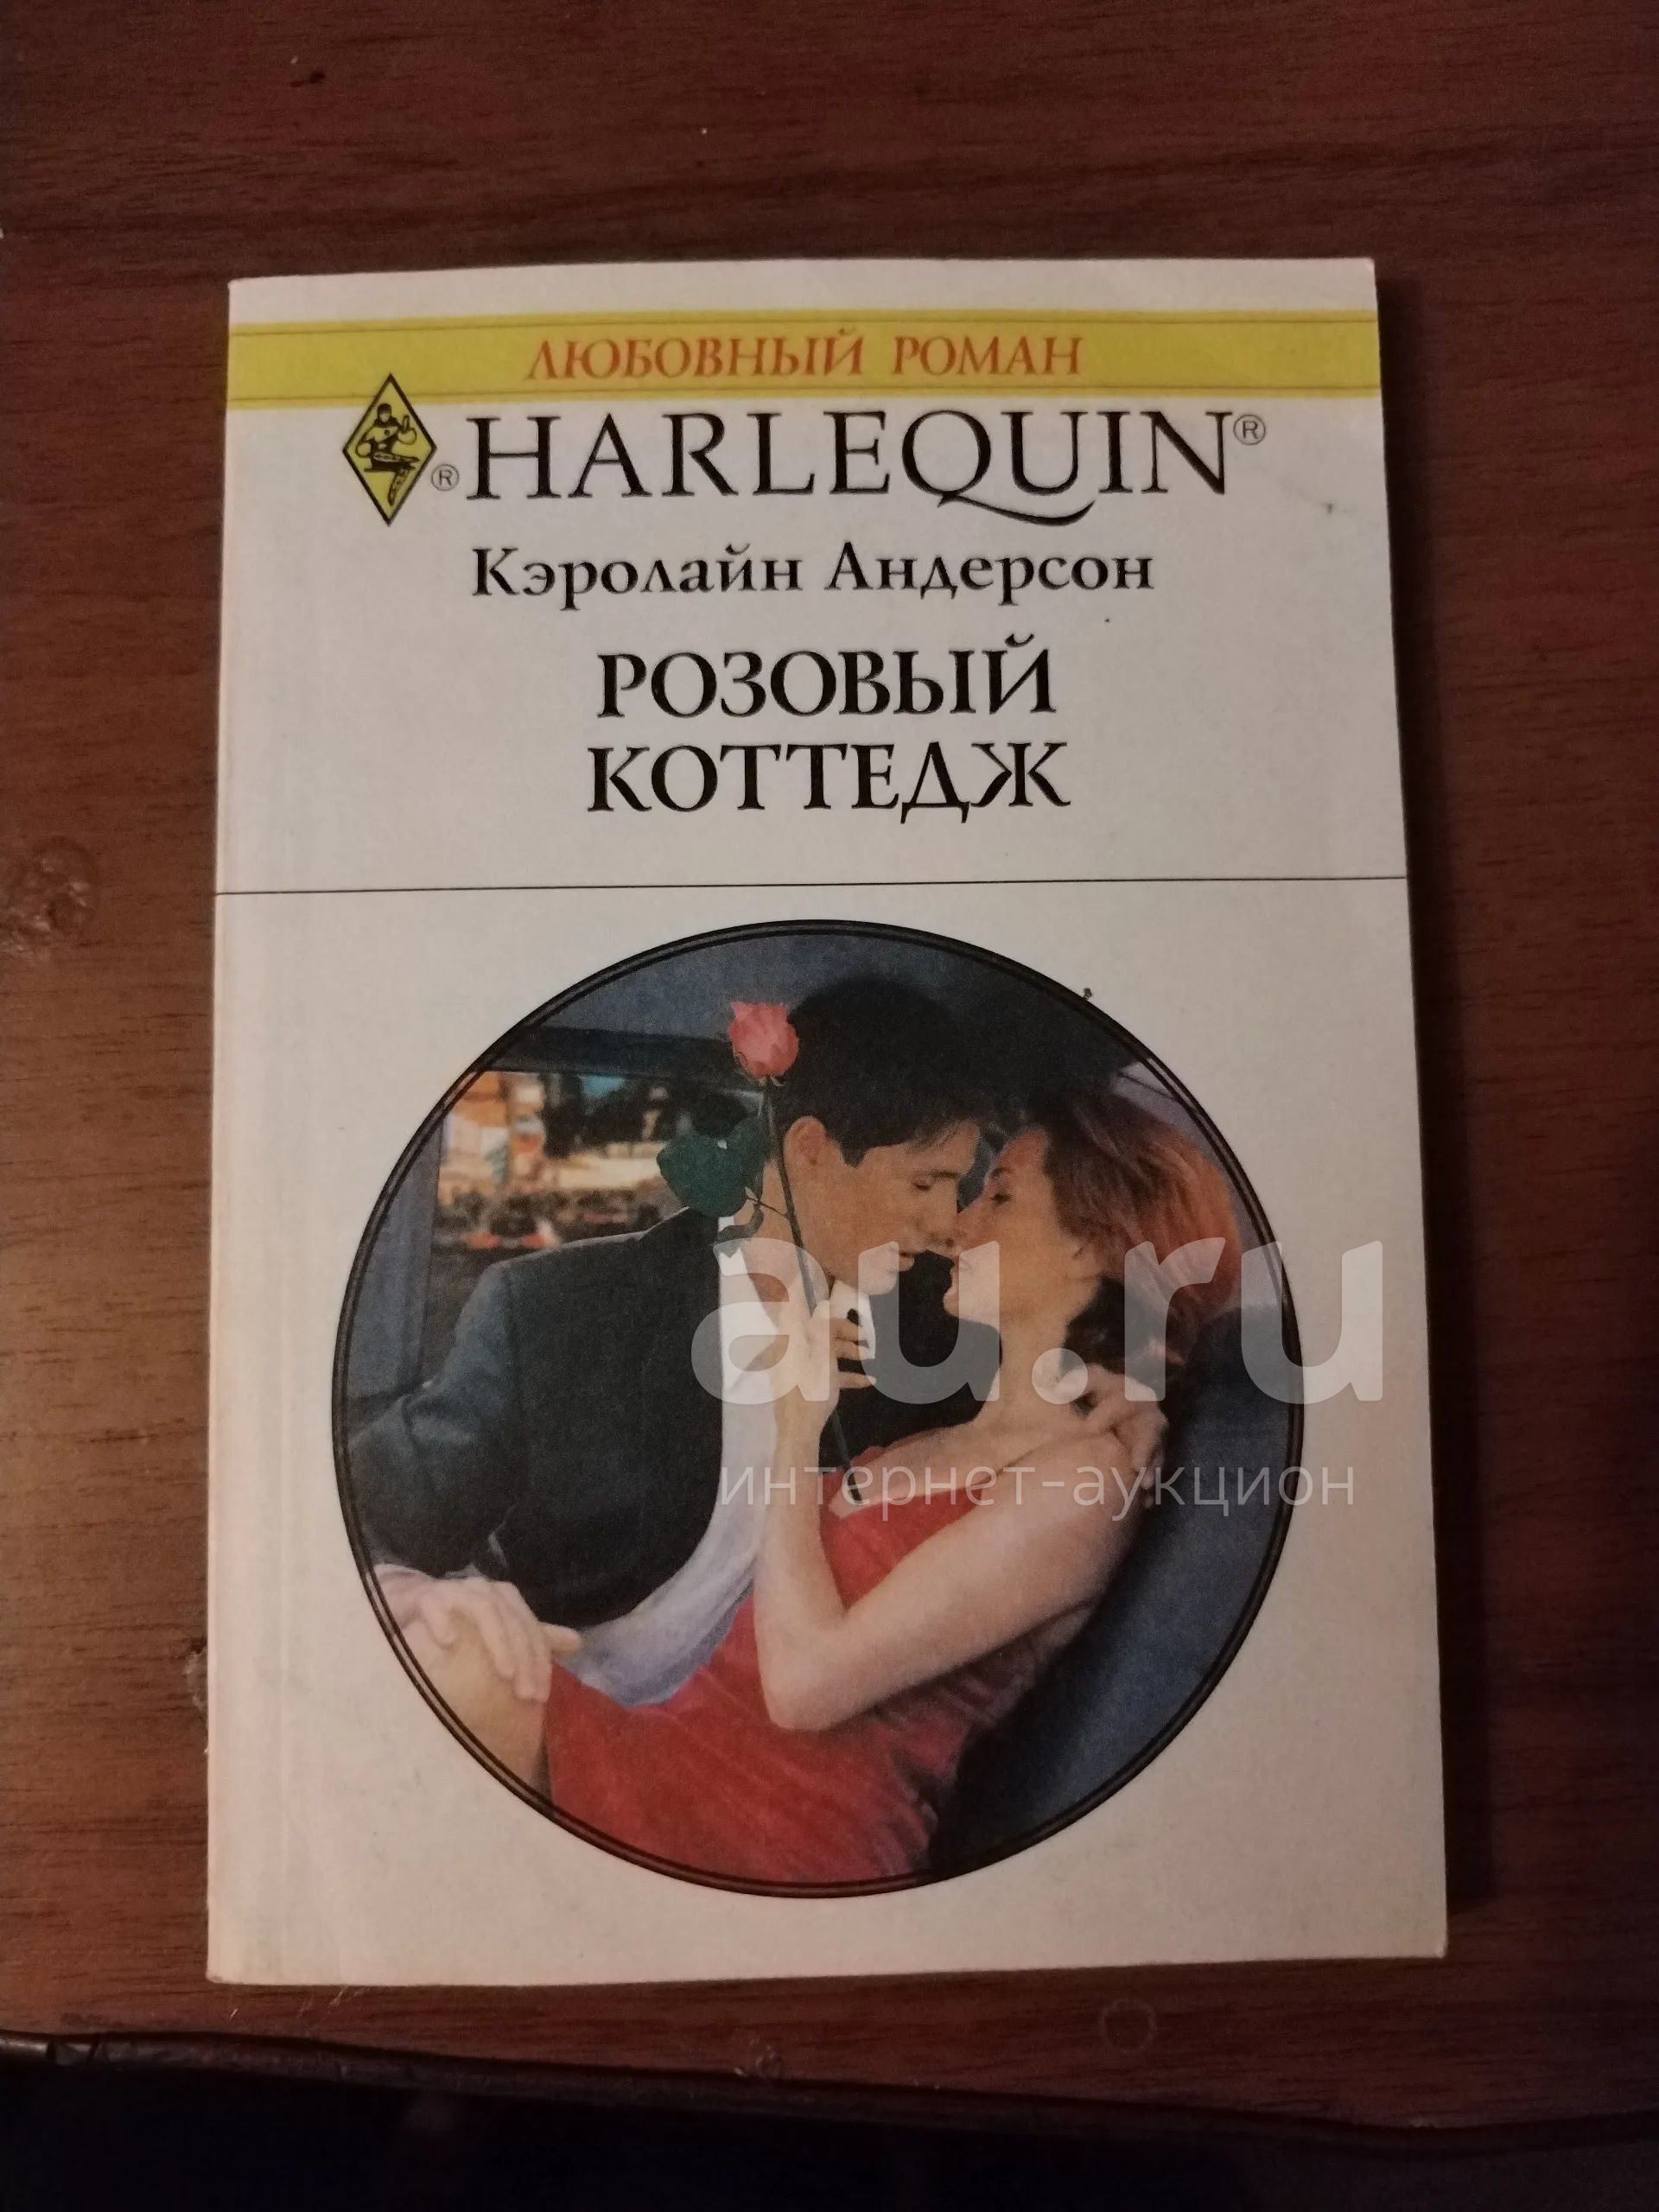 ЛЮБОВНЫЙ РОМАН
® HARLEQUIN®
Кэролайн Андерсон
РОЗОВЫЙ
КОТТЕДЖ
au.ru
интернет-аукцион